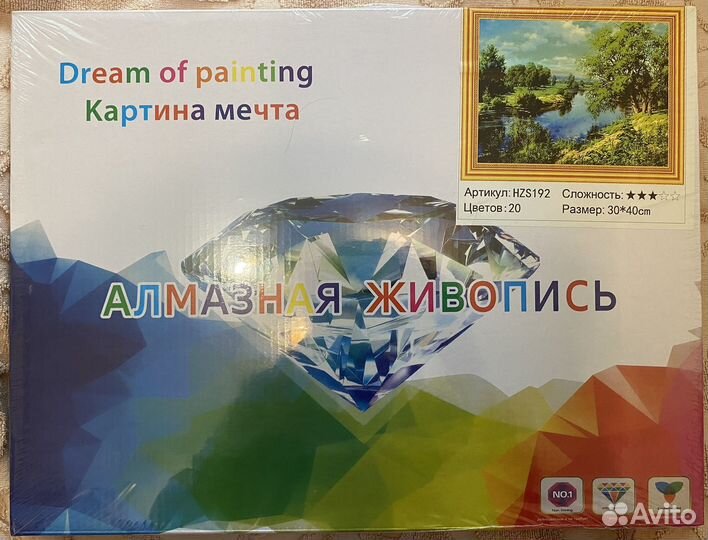 Dream of painting
Картина мечта
Артикул: HZS192 Сложность: ★★★☆☆
Цветов: 20 Размер: 30*40cm
АЛМАЗНАЯ ЖИВОПИСЬ
NO.1
Avito